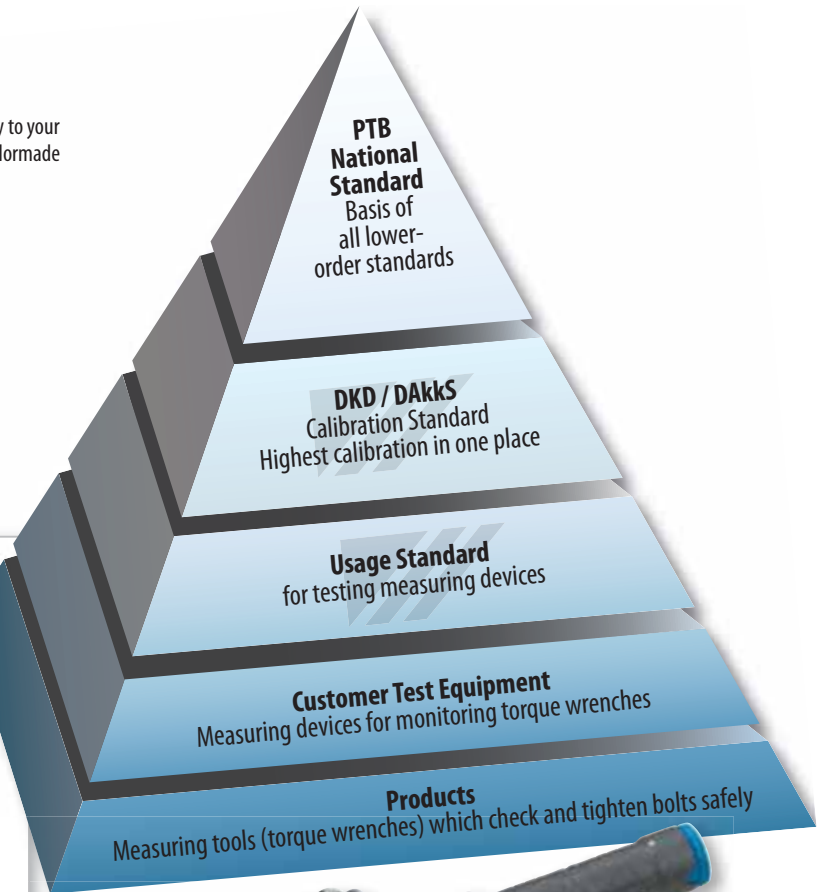 to your
PTB
National
Standard
Basis of
all lower-
order standards
DKD / DAkkS
Calibration Standard
Highest calibration in one place
Usage Standard
for testing measuring devices
Customer Test Equipment
Measuring devices for monitoring torque wrenches
Products
Measuring tools (torque wrenches) which check and tighten bolts safely